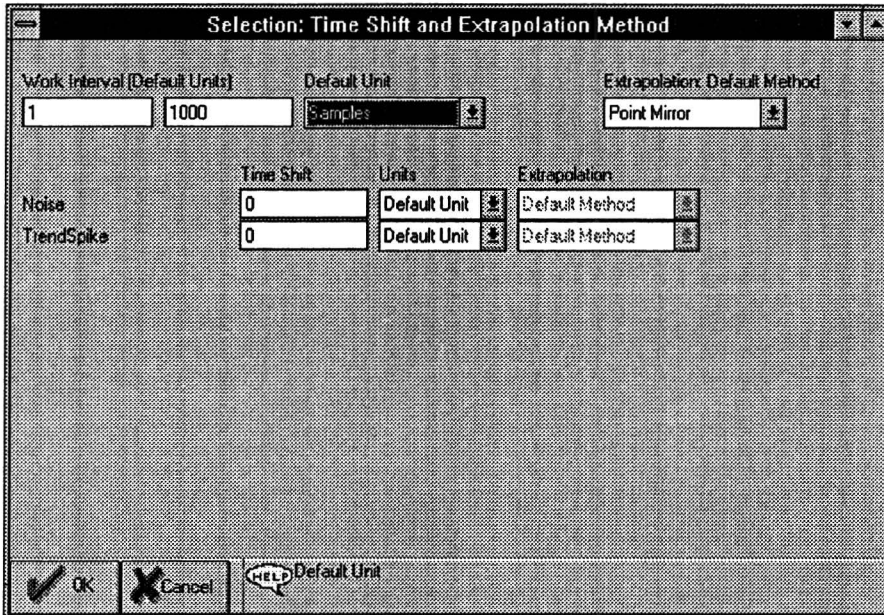 Selection: Time Shift and Extrapolation Method
Work Interval [Default Units] Default Unit Extrapolation: Default Method
1 1000 Samples Point Mirror
Time Shift Units Extrapolation
Noise 0 Default Unit Default Method
TrendSpike 0 Default Unit Default Method
OK Cancel HELP Default Unit